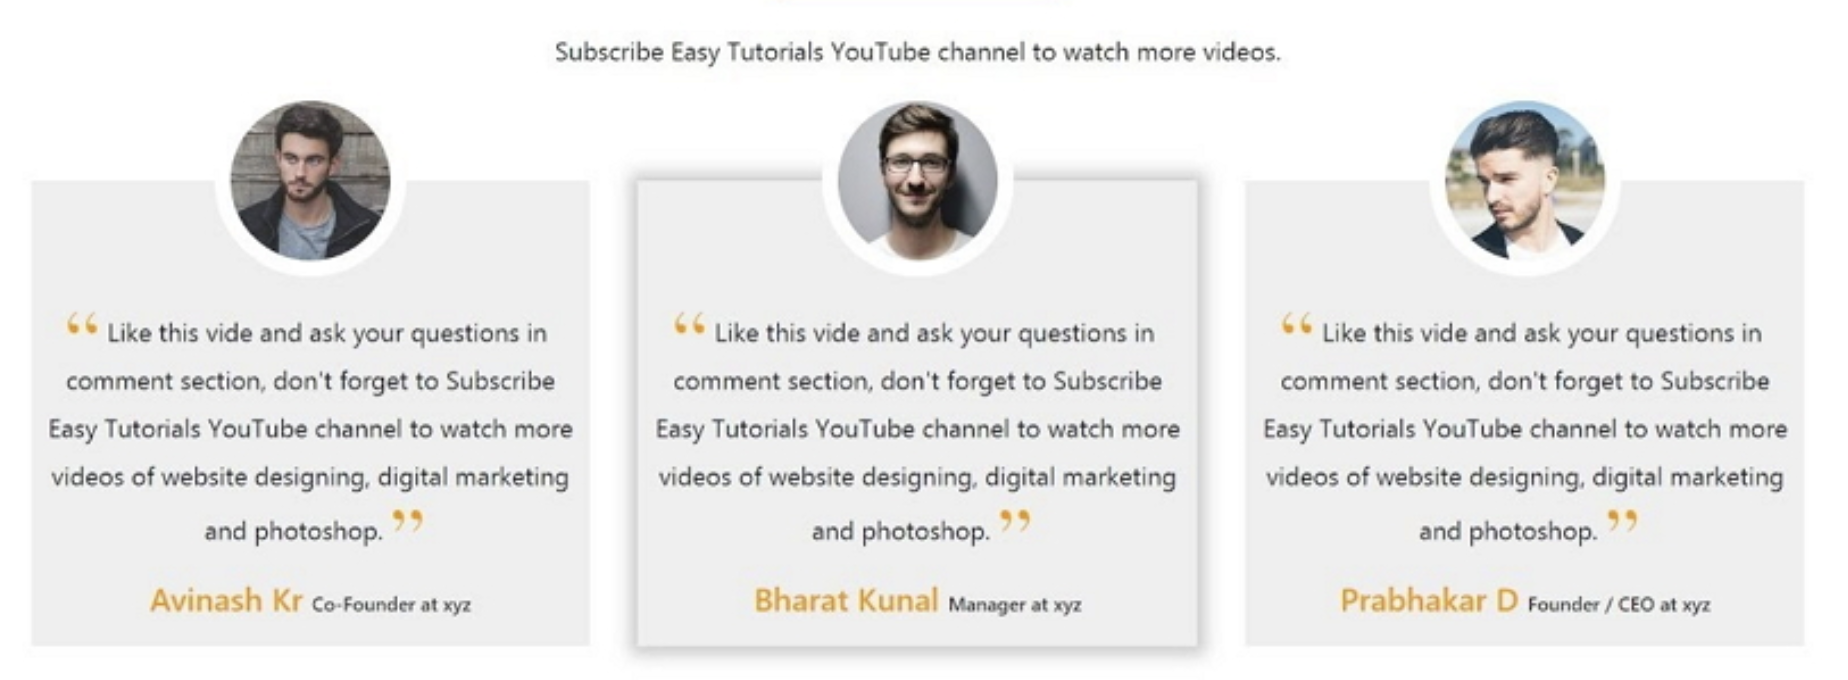 Subscribe Easy Tutorials YouTube channel to watch more videos.
“ Like this vide and ask your questions in
comment section, don't forget to Subscribe
Easy Tutorials YouTube channel to watch more
videos of website designing, digital marketing
and photoshop. ”
Avinash Kr Co-Founder at xyz
“ Like this vide and ask your questions in
comment section, don't forget to Subscribe
Easy Tutorials YouTube channel to watch more
videos of website designing, digital marketing
and photoshop. ”
Bharat Kunal Manager at xyz
“ Like this vide and ask your questions in
comment section, don't forget to Subscribe
Easy Tutorials YouTube channel to watch more
videos of website designing, digital marketing
and photoshop. ”
Prabhakar D Founder / CEO at xyz